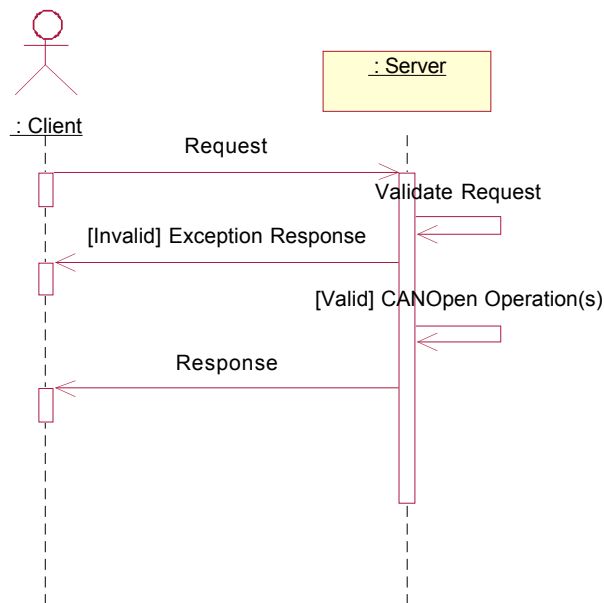 : Server
: Client
Request
Validate Request
[Invalid] Exception Response
[Valid] CANOpen Operation(s)
Response